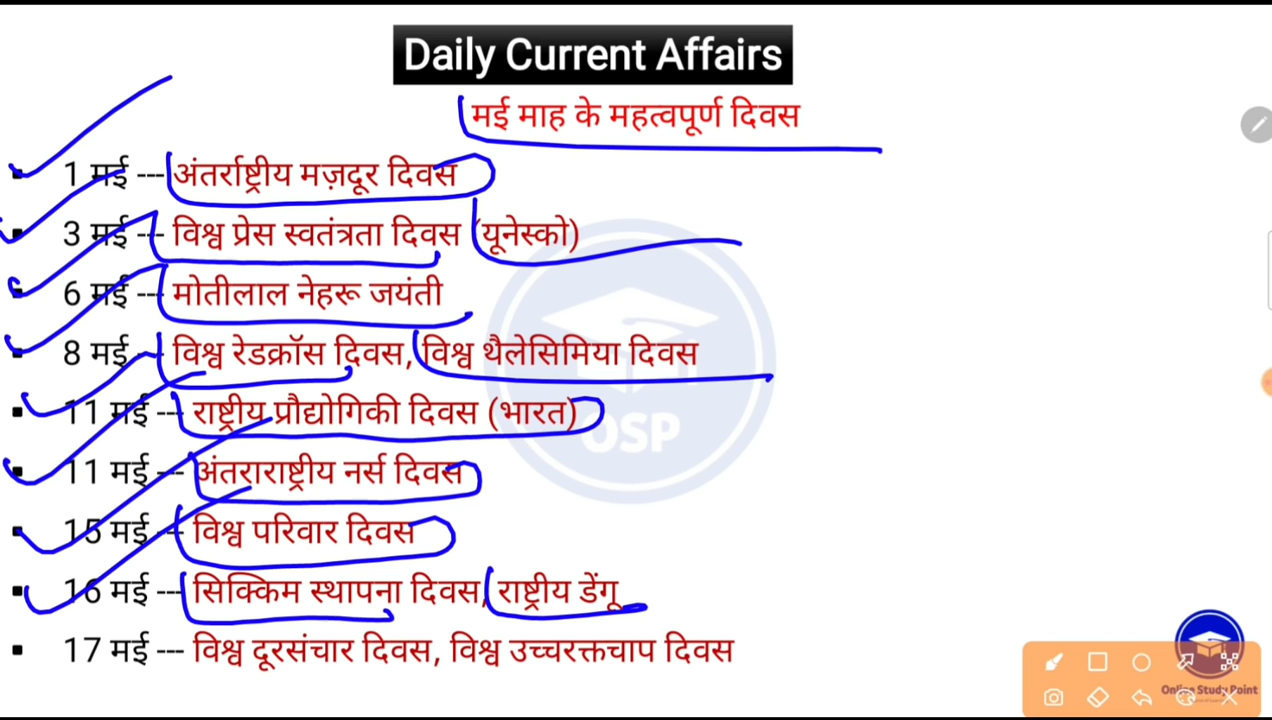 Daily Current Affairs
मई माह के महत्वपूर्ण दिवस
1 मई --- अंतर्राष्ट्रीय मज़दूर दिवस
3 मई --- विश्व प्रेस स्वतंत्रता दिवस (यूनेस्को)
6 मई --- मोतीलाल नेहरू जयंती
8 मई --- विश्व रेडक्रॉस दिवस, विश्व थैलेसिमिया दिवस
11 मई --- राष्ट्रीय प्रौद्योगिकी दिवस (भारत)
11 मई --- अंतराराष्ट्रीय नर्स दिवस
15 मई --- विश्व परिवार दिवस
16 मई --- सिक्किम स्थापना दिवस, राष्ट्रीय डेंगू
17 मई --- विश्व दूरसंचार दिवस, विश्व उच्चरक्तचाप दिवस
OSP
Online Study Point